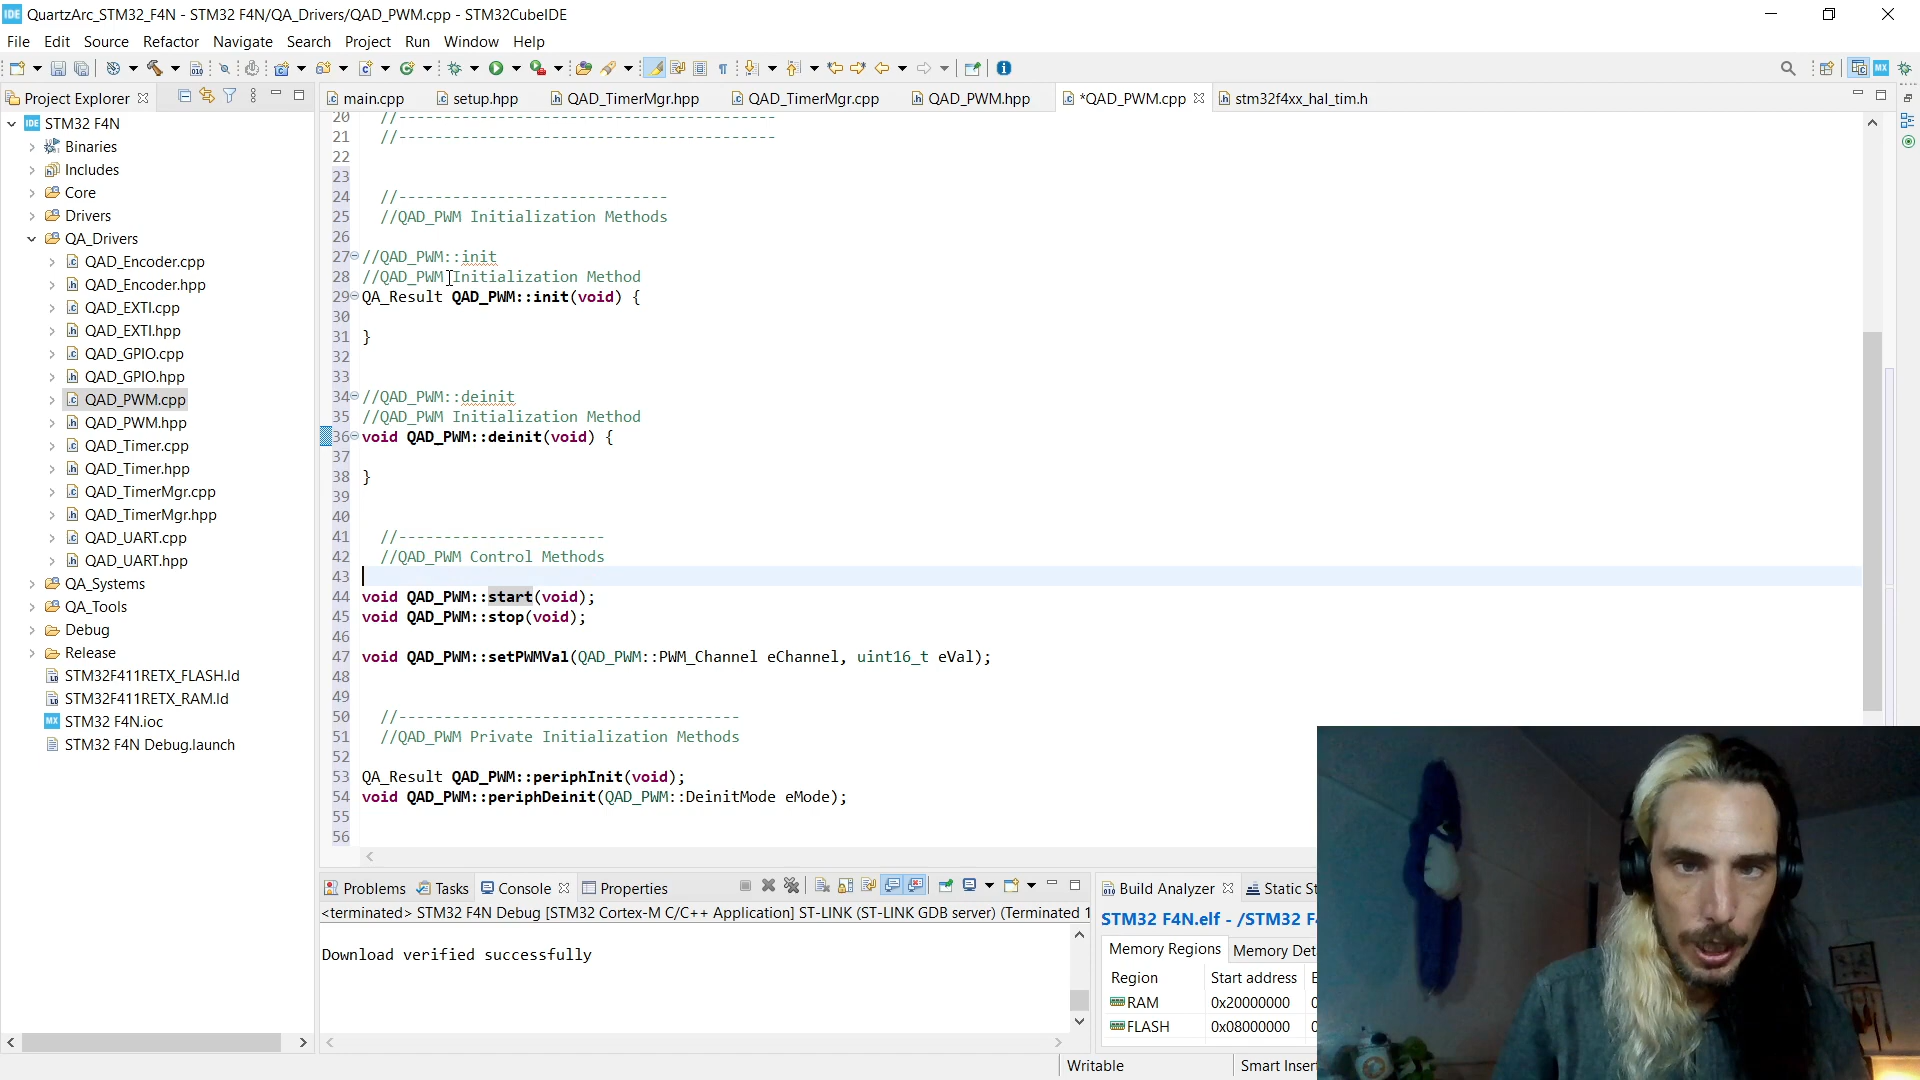 IDE QuartzArc_STM32_F4N - STM32 F4N/QA_Drivers/QAD_PWM.cpp - STM32CubeIDE
File Edit Source Refactor Navigate Search Project Run Window Help
Project Explorer
main.cpp setup.hpp QAD_TimerMgr.hpp QAD_TimerMgr.cpp QAD_PWM.hpp *QAD_PWM.cpp stm32f4xx_hal_tim.h
STM32 F4N
Binaries
Includes
Core
Drivers
QA_Drivers
QAD_Encoder.cpp
QAD_Encoder.hpp
QAD_EXTI.cpp
QAD_EXTI.hpp
QAD_GPIO.cpp
QAD_GPIO.hpp
QAD_PWM.cpp
QAD_PWM.hpp
QAD_Timer.cpp
QAD_Timer.hpp
QAD_TimerMgr.cpp
QAD_TimerMgr.hpp
QAD_UART.cpp
QAD_UART.hpp
QA_Systems
QA_Tools
Debug
Release
STM32F411RETX_FLASH.ld
STM32F411RETX_RAM.ld
STM32 F4N.ioc
STM32 F4N Debug.launch
20 //------------------------------------------
21 //------------------------------------------
22
23
24 //------------------------------
25 //QAD_PWM Initialization Methods
26
27 //QAD_PWM::init
28 //QAD_PWM Initialization Method
29 QA_Result QAD_PWM::init(void) {
30
31 }
32
33
34 //QAD_PWM::deinit
35 //QAD_PWM Initialization Method
36 void QAD_PWM::deinit(void) {
37
38 }
39
40
41 //-----------------------
42 //QAD_PWM Control Methods
43
44 void QAD_PWM::start(void);
45 void QAD_PWM::stop(void);
46
47 void QAD_PWM::setPWMVal(QAD_PWM::PWM_Channel eChannel, uint16_t eVal);
48
49
50 //--------------------------------------
51 //QAD_PWM Private Initialization Methods
52
53 QA_Result QAD_PWM::periphInit(void);
54 void QAD_PWM::periphDeinit(QAD_PWM::DeinitMode eMode);
55
56
Problems Tasks Console Properties
<terminated> STM32 F4N Debug [STM32 Cortex-M C/C++ Application] ST-LINK (ST-LINK GDB server) (Terminated 1
Download verified successfully
Build Analyzer Static St
STM32 F4N.elf - /STM32 F
Memory Regions Memory Det
Region Start address E
RAM 0x20000000 0
FLASH 0x08000000 0
Writable Smart Insert